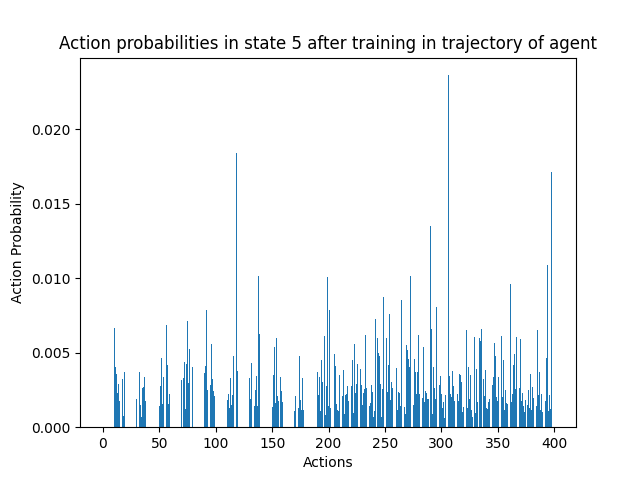 Action probabilities in state 5 after training in trajectory of agent
0.020
0.015
0.010
0.005
0.000
Action Probability
0 50 100 150 200 250 300 350 400
Actions